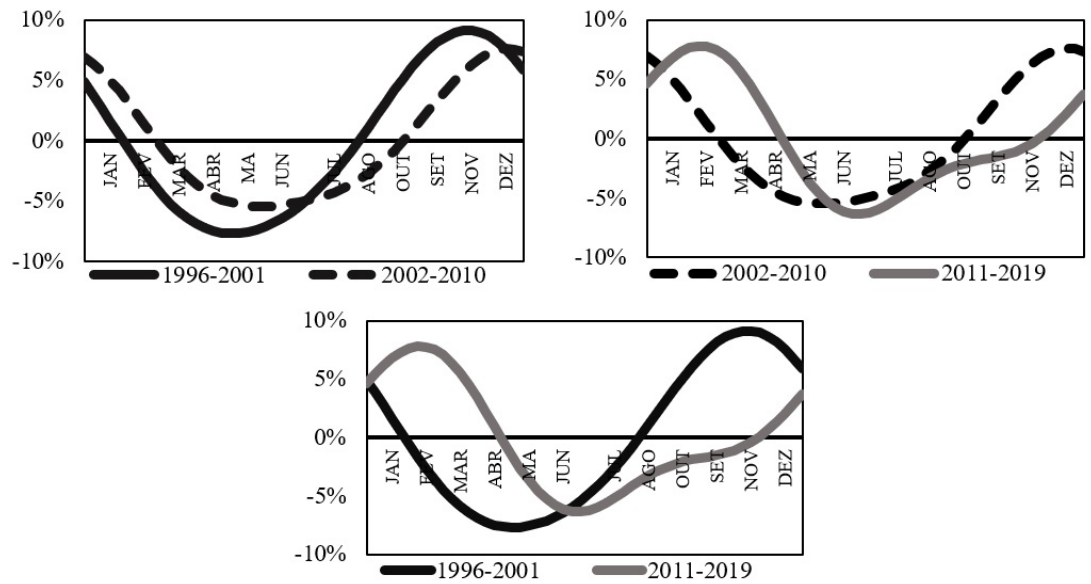 10%
5%
0%
-5%
-10%
JAN
FEV
MAR
ABR
MA
JUN
JUL
AGO
OUT
SET
NOV
DEZ
1996-2001
2002-2010
10%
5%
0%
-5%
-10%
JAN
FEV
MAR
ABR
MA
JUN
JUL
AGO
OUT
SET
NOV
DEZ
2002-2010
2011-2019
10%
5%
0%
-5%
-10%
JAN
FEV
MAR
ABR
MA
JUN
JUL
AGO
OUT
SET
NOV
DEZ
1996-2001
2011-2019